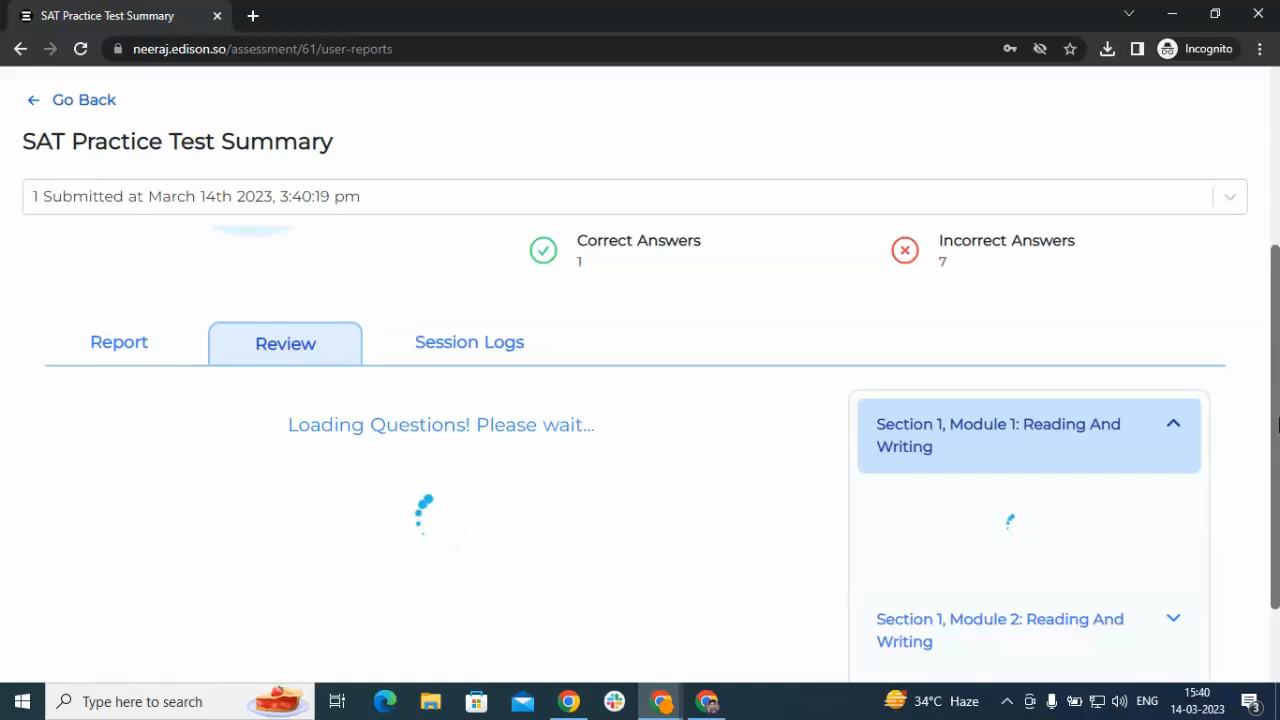 SAT Practice Test Summary
neeraj.edison.so/assessment/61/user-reports
Incognito
Go Back
SAT Practice Test Summary
1 Submitted at March 14th 2023, 3:40:19 pm
Correct Answers
1
Incorrect Answers
7
Report
Review
Session Logs
Loading Questions! Please wait...
Section 1, Module 1: Reading And
Writing
Section 1, Module 2: Reading And
Writing
Type here to search
34°C Haze
ENG
15:40
14-03-2023
3